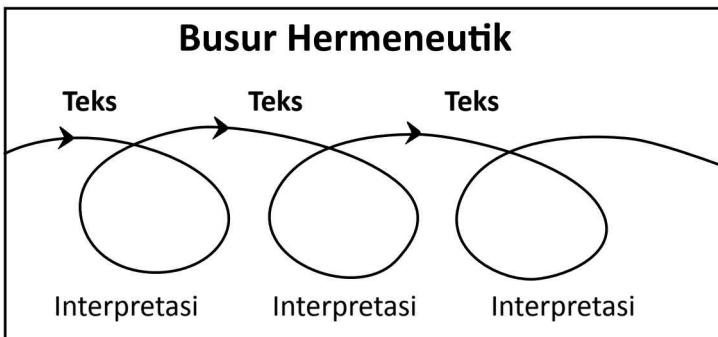 Busur Hermeneutik
Teks Teks Teks
Interpretasi Interpretasi Interpretasi